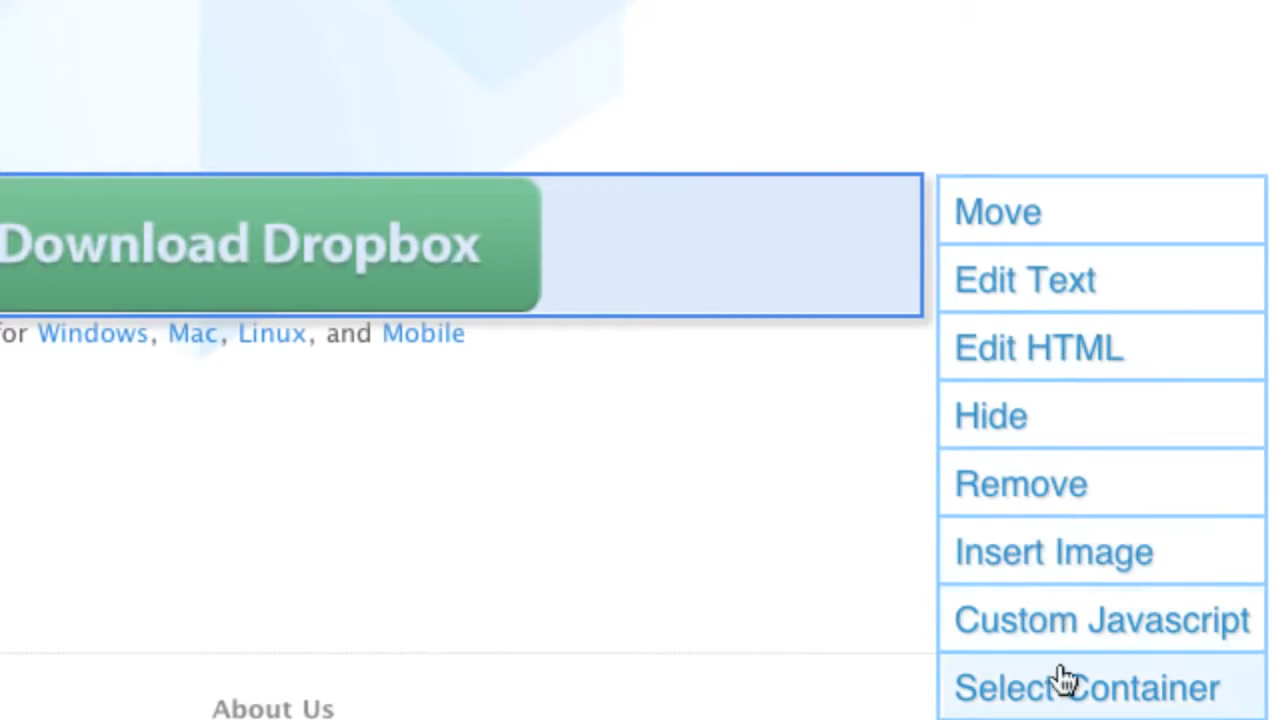 Download Dropbox
for Windows, Mac, Linux, and Mobile
Move
Edit Text
Edit HTML
Hide
Remove
Insert Image
Custom Javascript
Select Container
About Us